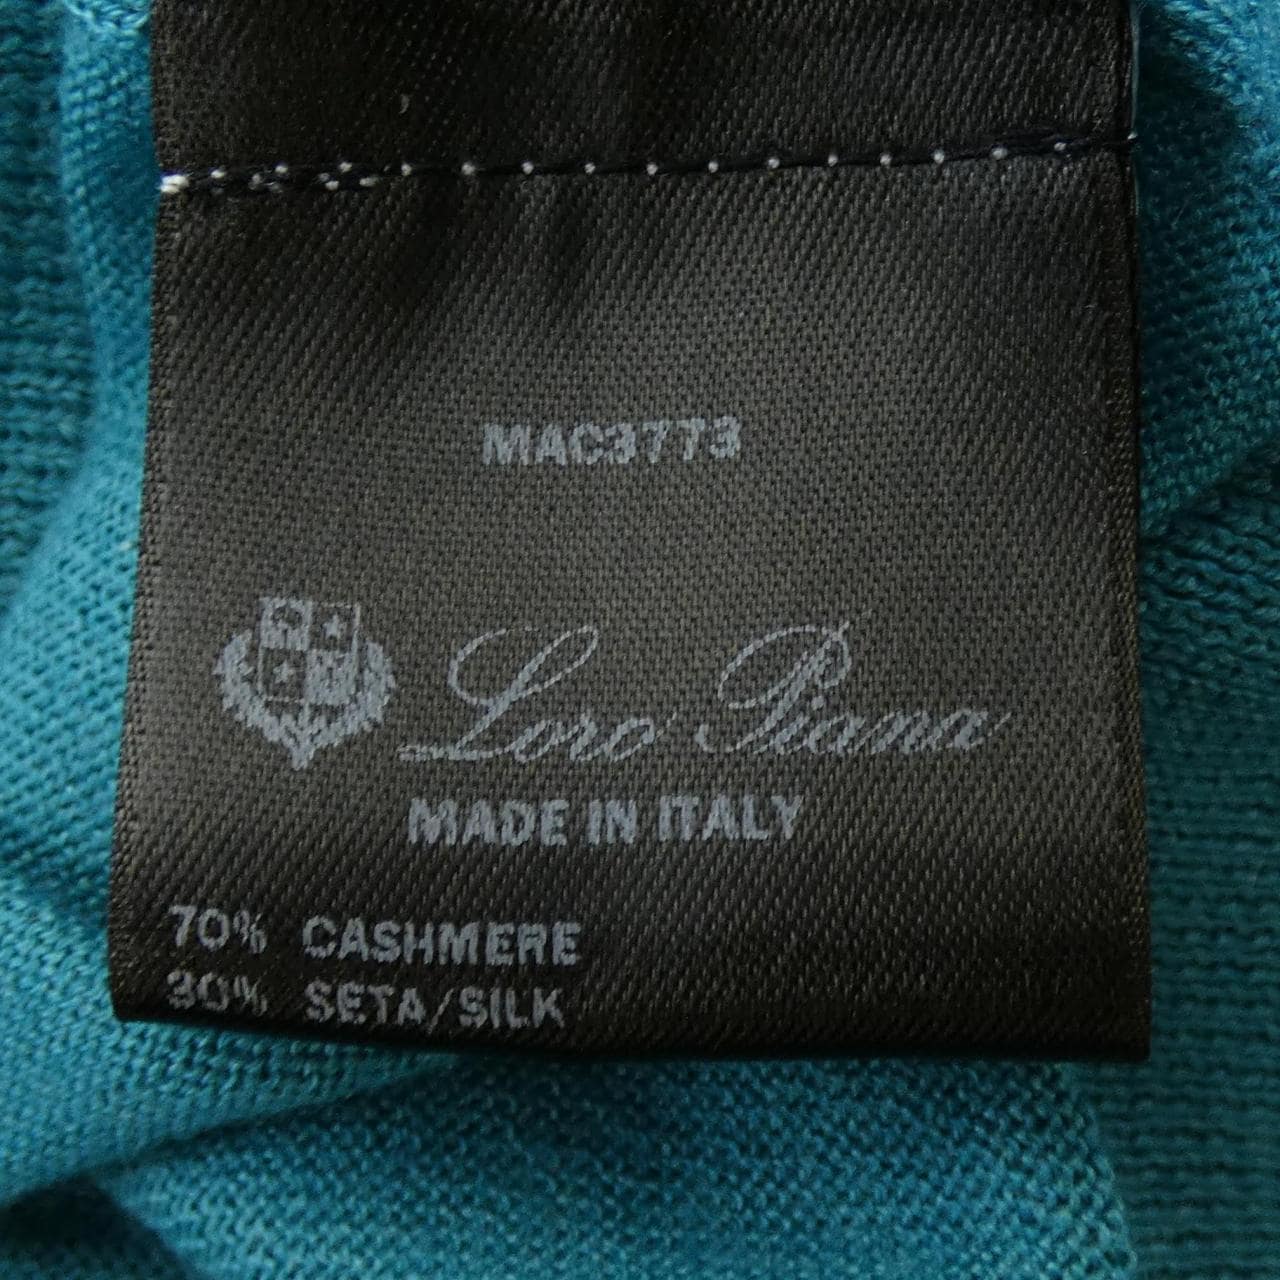 MAC3773
Loro Piana
MADE IN ITALY
70% CASHMERE
30% SETA/SILK